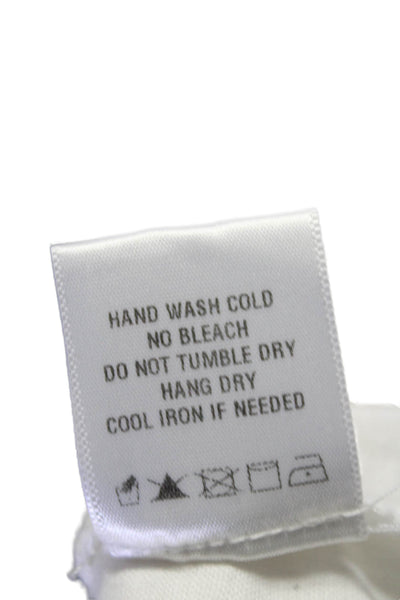 HAND WASH COLD
NO BLEACH
DO NOT TUMBLE DRY
HANG DRY
COOL IRON IF NEEDED